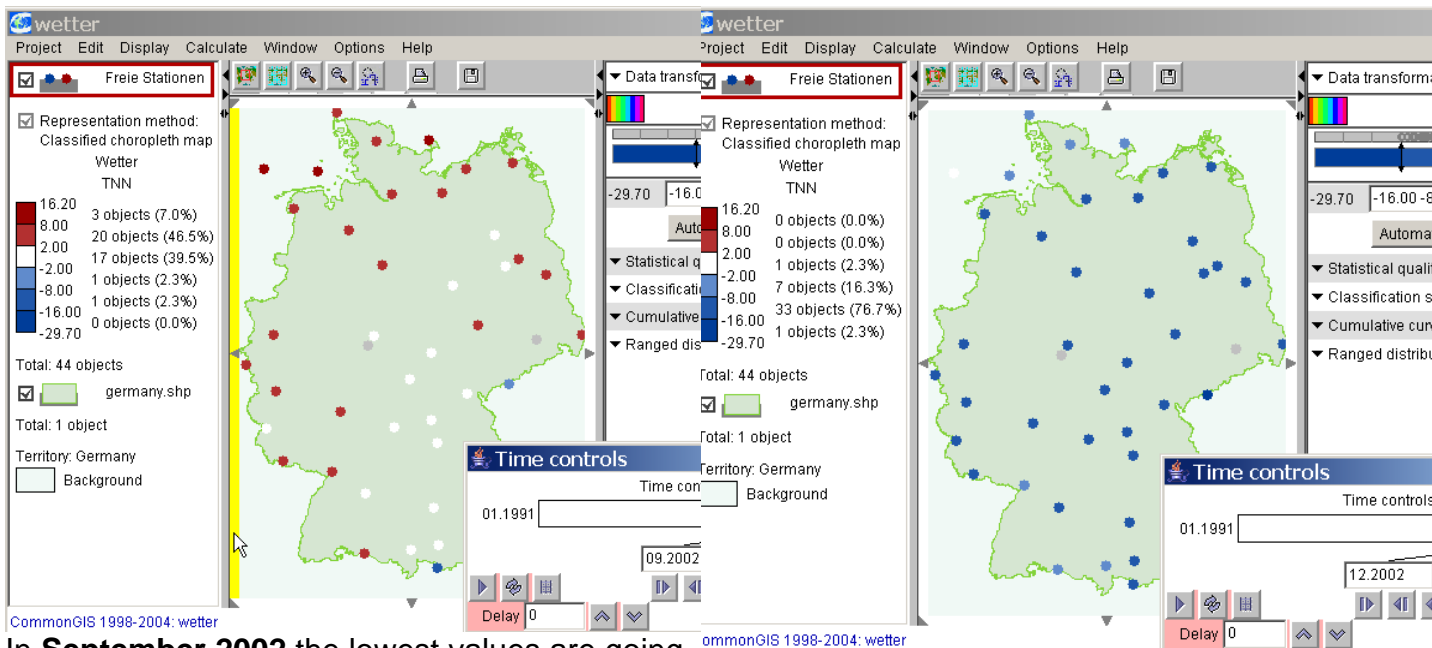 wetter
Project Edit Display Calculate Window Options Help
Freie Stationen
Data transfo
Representation method:
Classified choropleth map
Wetter
TNN
16.20
8.00
2.00
-2.00
-8.00
-16.00
-29.70
3 objects (7.0%)
20 objects (46.5%)
17 objects (39.5%)
1 objects (2.3%)
1 objects (2.3%)
0 objects (0.0%)
Total: 44 objects
germany.shp
Total: 1 object
Territory: Germany
Background
-29.70 -16.0
Auto
Statistical q
Classificati
Cumulative
Ranged dis
Time controls
Time con
01.1991
09.2002
Delay 0
CommonGIS 1998-2004: wetter
In September 2002 the lowest values are going
wetter
Project Edit Display Calculate Window Options Help
Freie Stationen
Data transforma
Representation method:
Classified choropleth map
Wetter
TNN
16.20
8.00
2.00
-2.00
-8.00
-16.00
-29.70
0 objects (0.0%)
0 objects (0.0%)
1 objects (2.3%)
7 objects (16.3%)
33 objects (76.7%)
1 objects (2.3%)
Total: 44 objects
germany.shp
Total: 1 object
Territory: Germany
Background
-29.70 -16.00 -8
Automa
Statistical quali
Classification s
Cumulative curv
Ranged distribu
Time controls
Time controls
01.1991
12.2002
Delay 0
ommonGIS 1998-2004: wetter